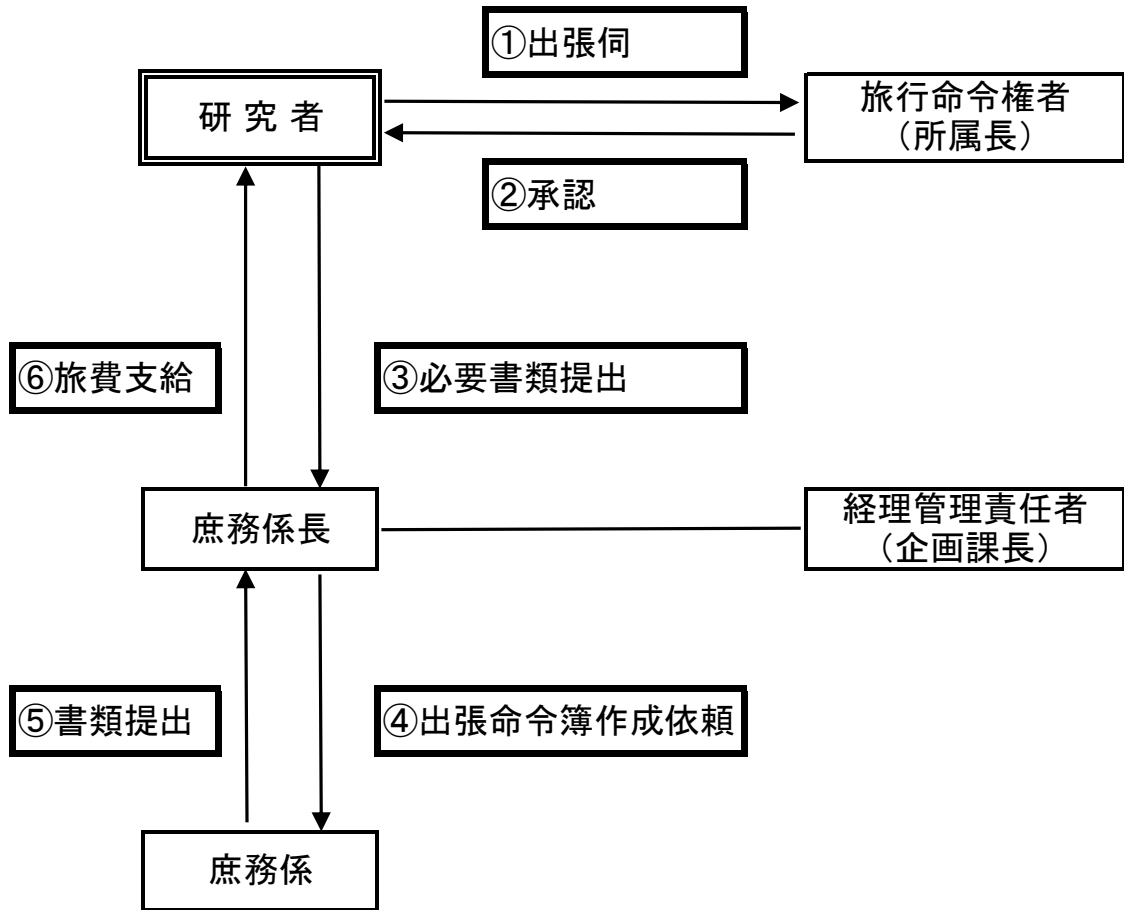 ①出張伺
研 究 者
旅行命令権者
（所属長）
②承認
⑥旅費支給
③必要書類提出
庶務係長
経理管理責任者
（企画課長）
⑤書類提出
④出張命令簿作成依頼
庶務係